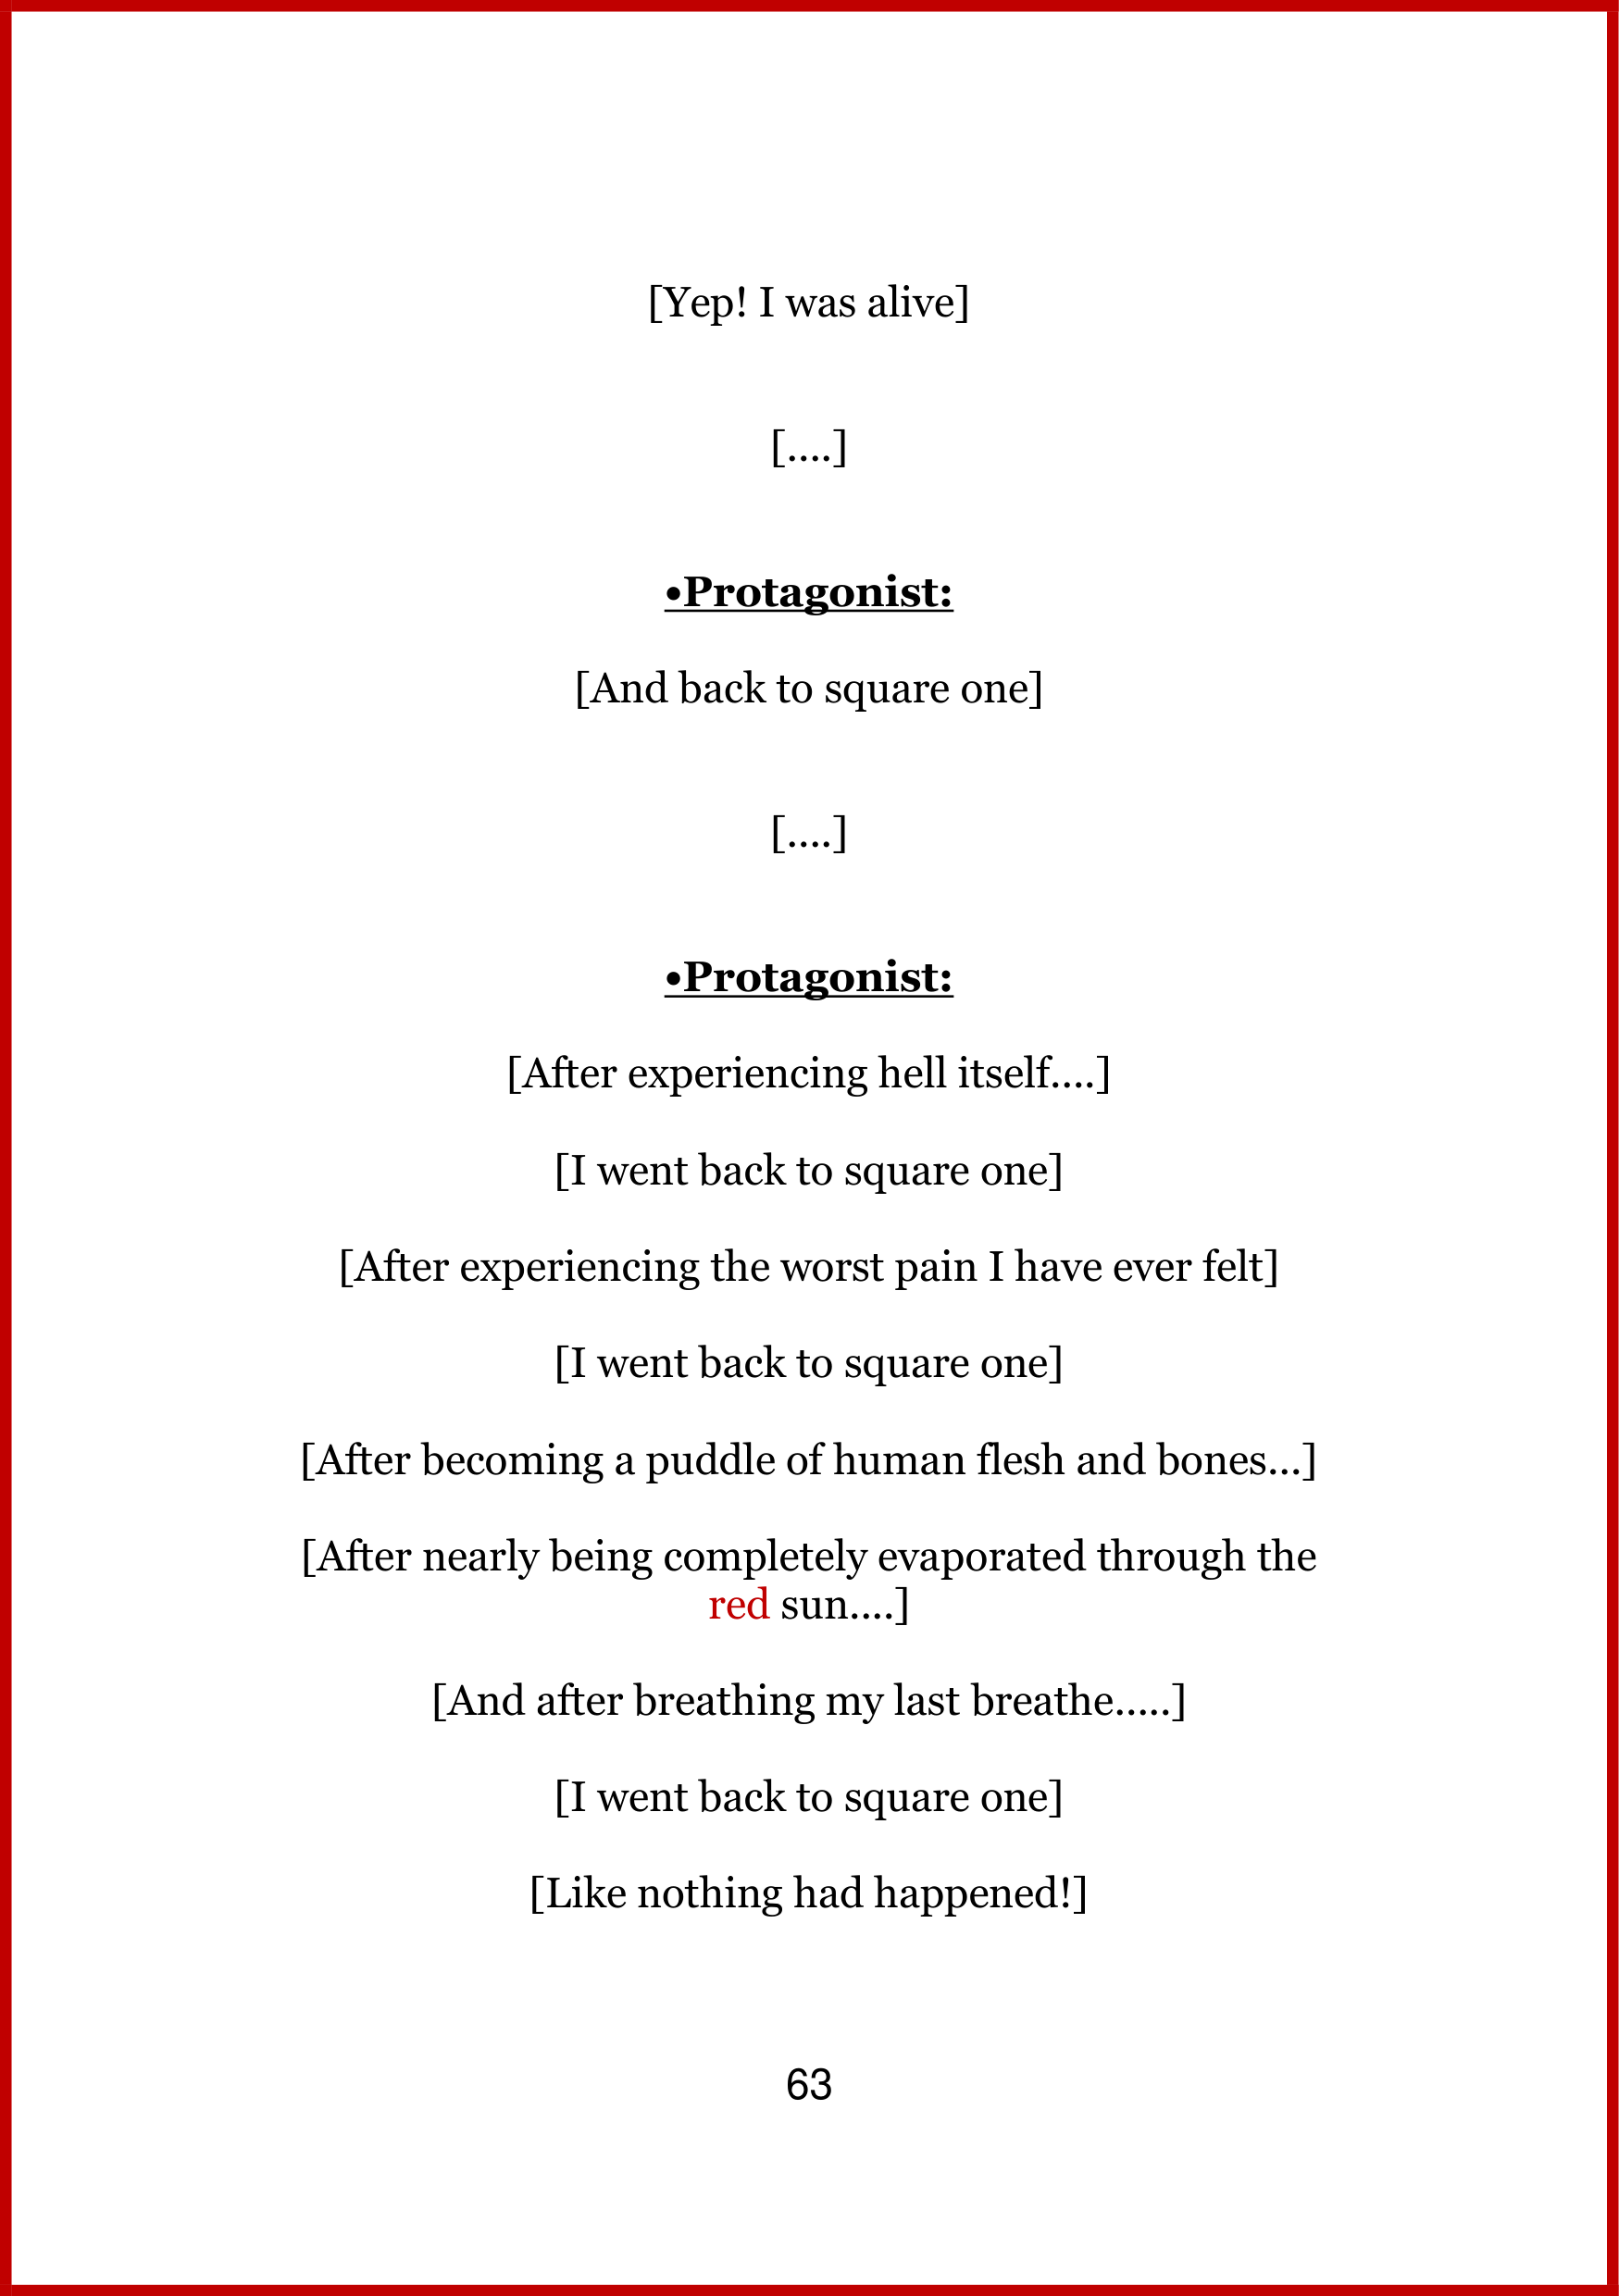 [Yep! I was alive]
[....]
•Protagonist:
[And back to square one]
[....]
•Protagonist:
[After experiencing hell itself....]
[I went back to square one]
[After experiencing the worst pain I have ever felt]
[I went back to square one]
[After becoming a puddle of human flesh and bones...]
[After nearly being completely evaporated through the
red sun....]
[And after breathing my last breathe.....]
[I went back to square one]
[Like nothing had happened!]
63